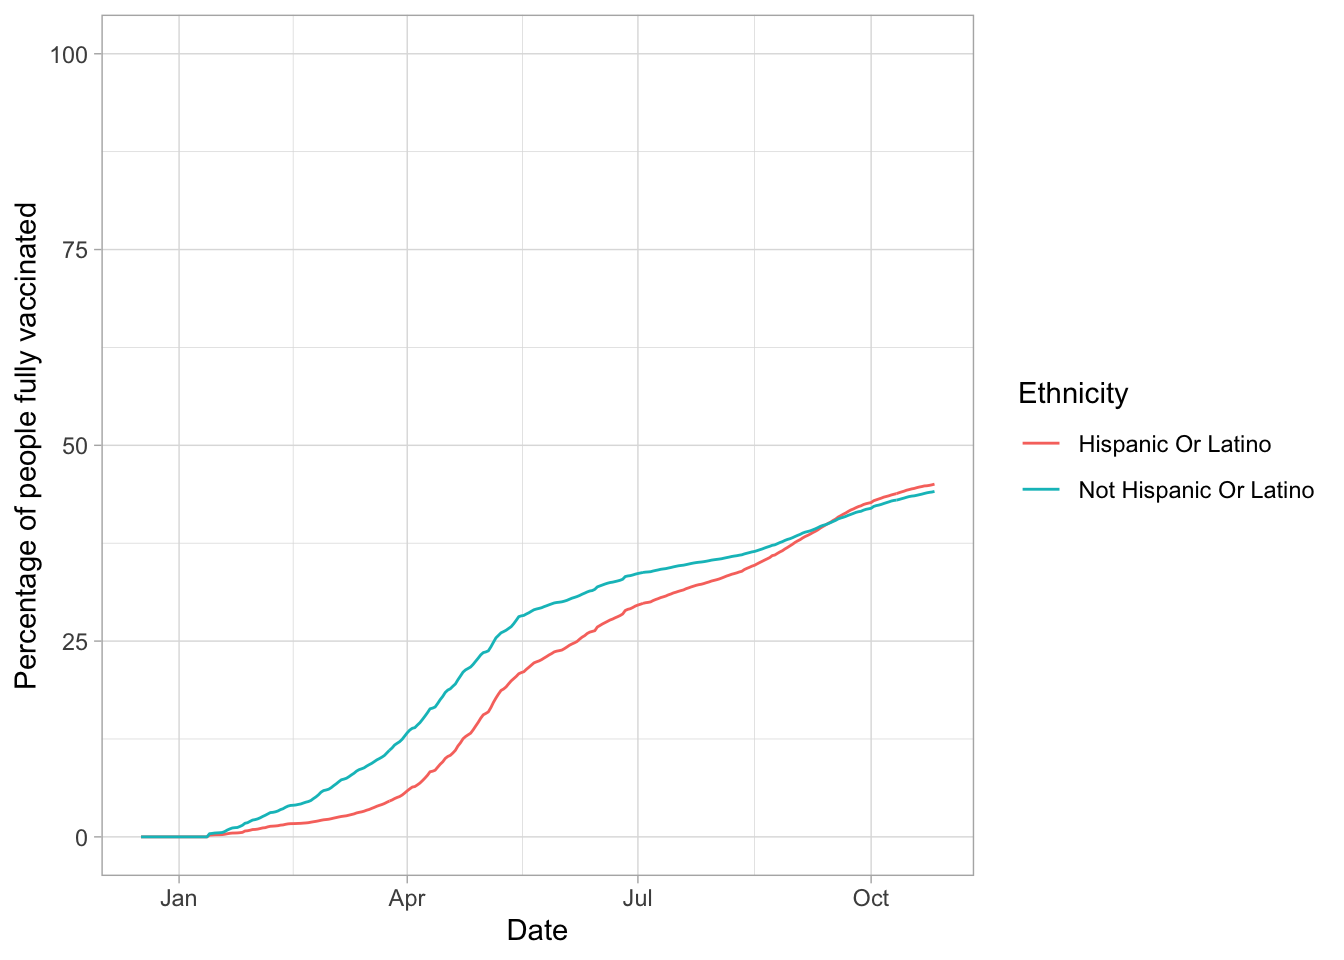 Percentage of people fully vaccinated
100
75
50
25
0
Jan Apr Jul Oct
Date
Ethnicity
Hispanic Or Latino
Not Hispanic Or Latino